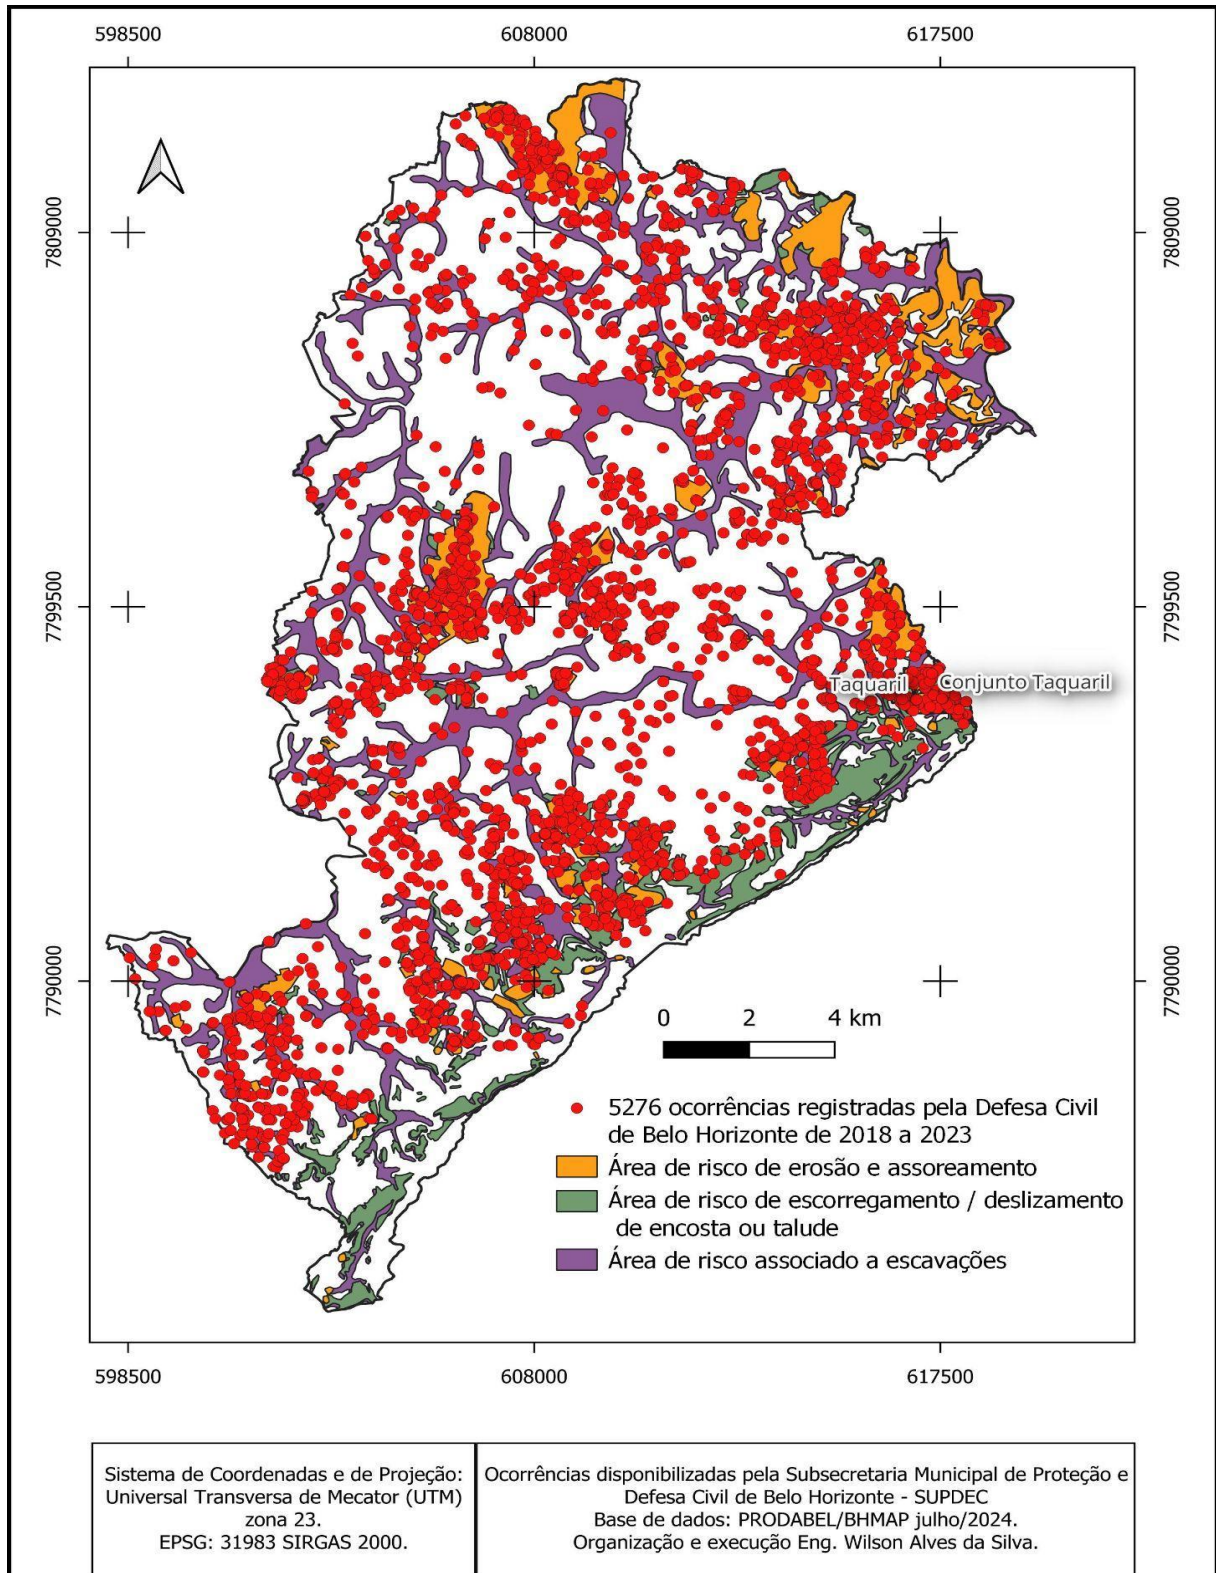 598500
608000
617500
7809000
7809000
7799500
7799500
Taquaril
Conjunto Taquaril
7790000
7790000
0 2 4 km
5276 ocorrências registradas pela Defesa Civil
de Belo Horizonte de 2018 a 2023
Área de risco de erosão e assoreamento
Área de risco de escorregamento / deslizamento
de encosta ou talude
Área de risco associado a escavações
598500
608000
617500
Sistema de Coordenadas e de Projeção:
Universal Transversa de Mecator (UTM)
zona 23.
EPSG: 31983 SIRGAS 2000.
Ocorrências disponibilizadas pela Subsecretaria Municipal de Proteção e
Defesa Civil de Belo Horizonte - SUPDEC
Base de dados: PRODABEL/BHMAP julho/2024.
Organização e execução Eng. Wilson Alves da Silva.